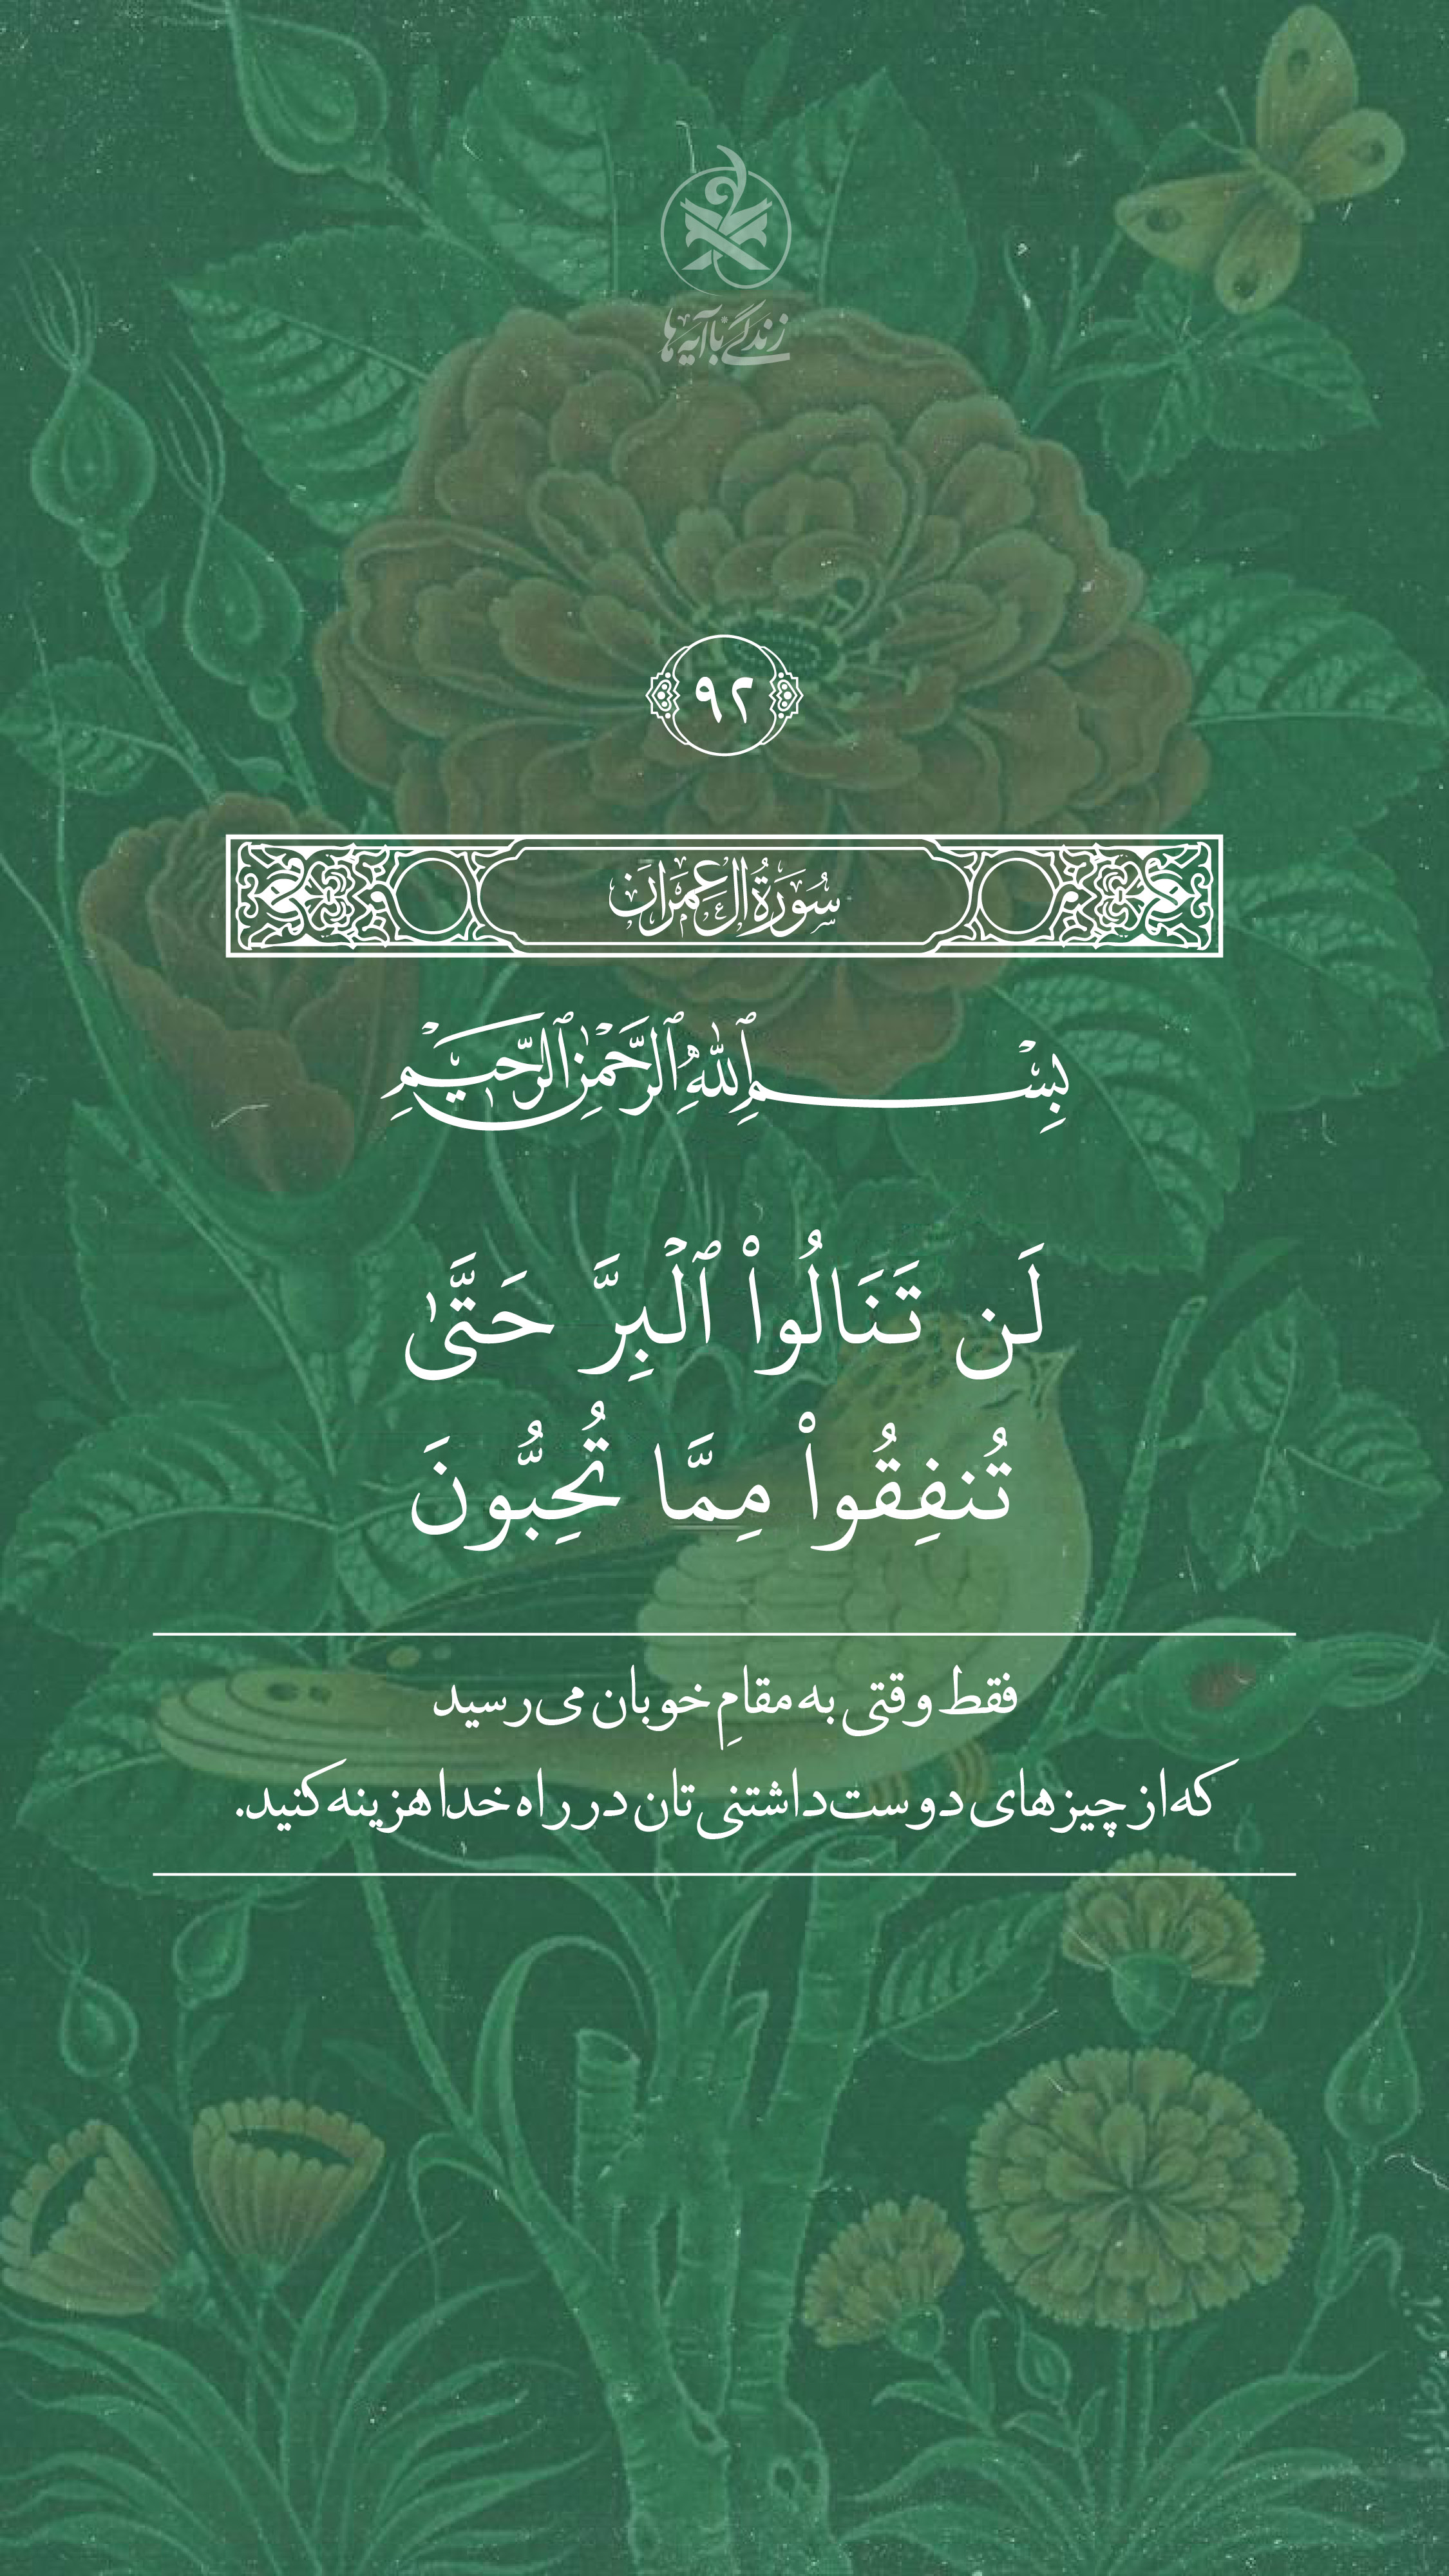 زندگی با آیه‌ها
۹۲
سُورَةُ آل عِمْرَان
بِسْمِ ٱللَّهِ ٱلرَّحْمَٰنِ ٱلرَّحِيمِ
لَن تَنَالُوا۟ ٱلْبِرَّ حَتَّىٰ
تُنفِقُوا۟ مِمَّا تُحِبُّونَ
فقط وقتی به مقامِ خوبان می‌رسید
که از چیزهای دوست‌داشتنی‌تان در راه خدا هزینه کنید.